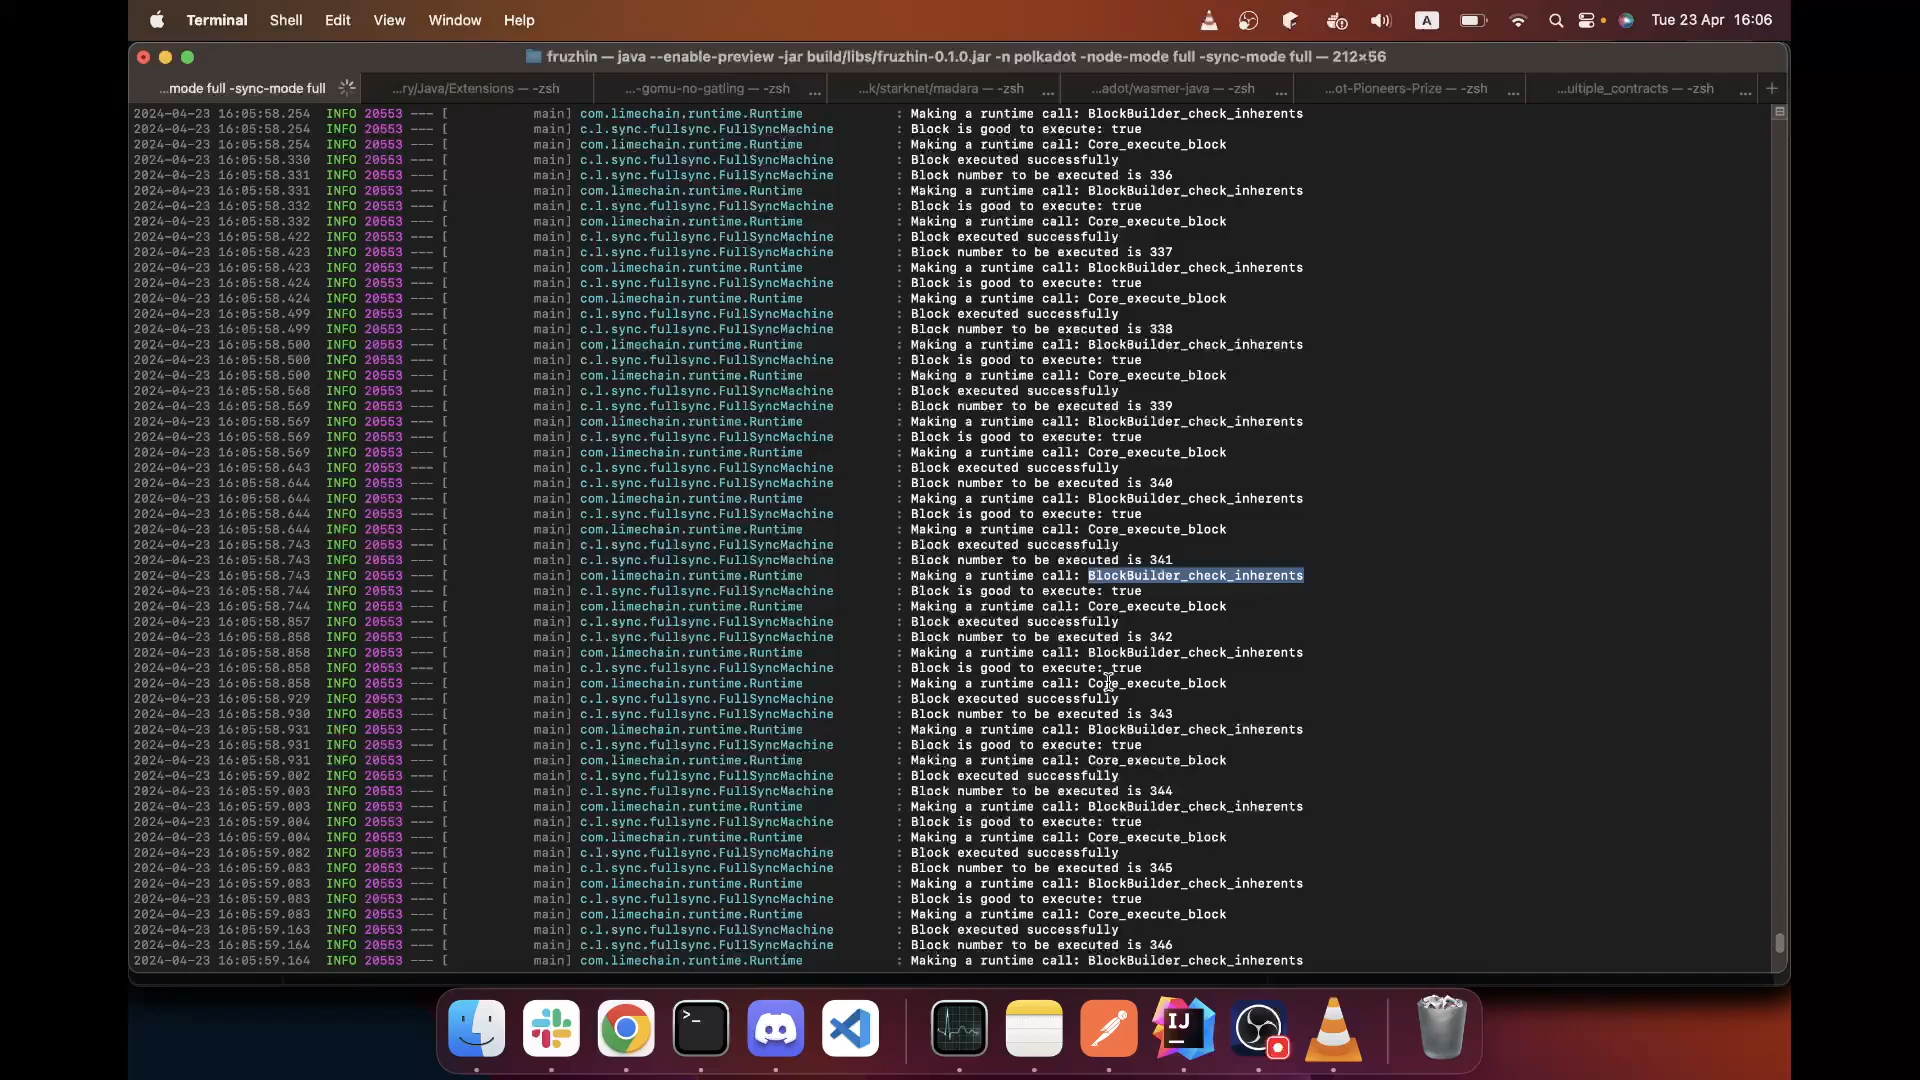 Terminal Shell Edit View Window Help A Tue 23 Apr 16:06
fruzhin — java --enable-preview -jar build/libs/fruzhin-0.1.0.jar -n polkadot -node-mode full -sync-mode full — 212×56
...mode full -sync-mode full ...ry/Java/Extensions — -zsh ...-gomu-no-gatling — -zsh ... ...k/starknet/madara — -zsh ... ...adot/wasmer-java — -zsh ... ...ot-Pioneers-Prize — -zsh ... ...ultiple_contracts — -zsh ... +
2024-04-23 16:05:58.254 INFO 20553 --- [ main] com.limechain.runtime.Runtime : Making a runtime call: BlockBuilder_check_inherents
2024-04-23 16:05:58.254 INFO 20553 --- [ main] c.l.sync.fullsync.FullSyncMachine : Block is good to execute: true
2024-04-23 16:05:58.254 INFO 20553 --- [ main] com.limechain.runtime.Runtime : Making a runtime call: Core_execute_block
2024-04-23 16:05:58.330 INFO 20553 --- [ main] c.l.sync.fullsync.FullSyncMachine : Block executed successfully
2024-04-23 16:05:58.331 INFO 20553 --- [ main] c.l.sync.fullsync.FullSyncMachine : Block number to be executed is 336
2024-04-23 16:05:58.331 INFO 20553 --- [ main] com.limechain.runtime.Runtime : Making a runtime call: BlockBuilder_check_inherents
2024-04-23 16:05:58.332 INFO 20553 --- [ main] c.l.sync.fullsync.FullSyncMachine : Block is good to execute: true
2024-04-23 16:05:58.332 INFO 20553 --- [ main] com.limechain.runtime.Runtime : Making a runtime call: Core_execute_block
2024-04-23 16:05:58.422 INFO 20553 --- [ main] c.l.sync.fullsync.FullSyncMachine : Block executed successfully
2024-04-23 16:05:58.423 INFO 20553 --- [ main] c.l.sync.fullsync.FullSyncMachine : Block number to be executed is 337
2024-04-23 16:05:58.423 INFO 20553 --- [ main] com.limechain.runtime.Runtime : Making a runtime call: BlockBuilder_check_inherents
2024-04-23 16:05:58.424 INFO 20553 --- [ main] c.l.sync.fullsync.FullSyncMachine : Block is good to execute: true
2024-04-23 16:05:58.424 INFO 20553 --- [ main] com.limechain.runtime.Runtime : Making a runtime call: Core_execute_block
2024-04-23 16:05:58.499 INFO 20553 --- [ main] c.l.sync.fullsync.FullSyncMachine : Block executed successfully
2024-04-23 16:05:58.499 INFO 20553 --- [ main] c.l.sync.fullsync.FullSyncMachine : Block number to be executed is 338
2024-04-23 16:05:58.500 INFO 20553 --- [ main] com.limechain.runtime.Runtime : Making a runtime call: BlockBuilder_check_inherents
2024-04-23 16:05:58.500 INFO 20553 --- [ main] c.l.sync.fullsync.FullSyncMachine : Block is good to execute: true
2024-04-23 16:05:58.500 INFO 20553 --- [ main] com.limechain.runtime.Runtime : Making a runtime call: Core_execute_block
2024-04-23 16:05:58.568 INFO 20553 --- [ main] c.l.sync.fullsync.FullSyncMachine : Block executed successfully
2024-04-23 16:05:58.569 INFO 20553 --- [ main] c.l.sync.fullsync.FullSyncMachine : Block number to be executed is 339
2024-04-23 16:05:58.569 INFO 20553 --- [ main] com.limechain.runtime.Runtime : Making a runtime call: BlockBuilder_check_inherents
2024-04-23 16:05:58.569 INFO 20553 --- [ main] c.l.sync.fullsync.FullSyncMachine : Block is good to execute: true
2024-04-23 16:05:58.569 INFO 20553 --- [ main] com.limechain.runtime.Runtime : Making a runtime call: Core_execute_block
2024-04-23 16:05:58.643 INFO 20553 --- [ main] c.l.sync.fullsync.FullSyncMachine : Block executed successfully
2024-04-23 16:05:58.644 INFO 20553 --- [ main] c.l.sync.fullsync.FullSyncMachine : Block number to be executed is 340
2024-04-23 16:05:58.644 INFO 20553 --- [ main] com.limechain.runtime.Runtime : Making a runtime call: BlockBuilder_check_inherents
2024-04-23 16:05:58.644 INFO 20553 --- [ main] c.l.sync.fullsync.FullSyncMachine : Block is good to execute: true
2024-04-23 16:05:58.644 INFO 20553 --- [ main] com.limechain.runtime.Runtime : Making a runtime call: Core_execute_block
2024-04-23 16:05:58.743 INFO 20553 --- [ main] c.l.sync.fullsync.FullSyncMachine : Block executed successfully
2024-04-23 16:05:58.743 INFO 20553 --- [ main] c.l.sync.fullsync.FullSyncMachine : Block number to be executed is 341
2024-04-23 16:05:58.743 INFO 20553 --- [ main] com.limechain.runtime.Runtime : Making a runtime call: BlockBuilder_check_inherents
2024-04-23 16:05:58.744 INFO 20553 --- [ main] c.l.sync.fullsync.FullSyncMachine : Block is good to execute: true
2024-04-23 16:05:58.744 INFO 20553 --- [ main] com.limechain.runtime.Runtime : Making a runtime call: Core_execute_block
2024-04-23 16:05:58.857 INFO 20553 --- [ main] c.l.sync.fullsync.FullSyncMachine : Block executed successfully
2024-04-23 16:05:58.858 INFO 20553 --- [ main] c.l.sync.fullsync.FullSyncMachine : Block number to be executed is 342
2024-04-23 16:05:58.858 INFO 20553 --- [ main] com.limechain.runtime.Runtime : Making a runtime call: BlockBuilder_check_inherents
2024-04-23 16:05:58.858 INFO 20553 --- [ main] c.l.sync.fullsync.FullSyncMachine : Block is good to execute: true
2024-04-23 16:05:58.858 INFO 20553 --- [ main] com.limechain.runtime.Runtime : Making a runtime call: Core_execute_block
2024-04-23 16:05:58.929 INFO 20553 --- [ main] c.l.sync.fullsync.FullSyncMachine : Block executed successfully
2024-04-23 16:05:58.930 INFO 20553 --- [ main] c.l.sync.fullsync.FullSyncMachine : Block number to be executed is 343
2024-04-23 16:05:58.931 INFO 20553 --- [ main] com.limechain.runtime.Runtime : Making a runtime call: BlockBuilder_check_inherents
2024-04-23 16:05:58.931 INFO 20553 --- [ main] c.l.sync.fullsync.FullSyncMachine : Block is good to execute: true
2024-04-23 16:05:58.931 INFO 20553 --- [ main] com.limechain.runtime.Runtime : Making a runtime call: Core_execute_block
2024-04-23 16:05:59.002 INFO 20553 --- [ main] c.l.sync.fullsync.FullSyncMachine : Block executed successfully
2024-04-23 16:05:59.003 INFO 20553 --- [ main] c.l.sync.fullsync.FullSyncMachine : Block number to be executed is 344
2024-04-23 16:05:59.003 INFO 20553 --- [ main] com.limechain.runtime.Runtime : Making a runtime call: BlockBuilder_check_inherents
2024-04-23 16:05:59.004 INFO 20553 --- [ main] c.l.sync.fullsync.FullSyncMachine : Block is good to execute: true
2024-04-23 16:05:59.004 INFO 20553 --- [ main] com.limechain.runtime.Runtime : Making a runtime call: Core_execute_block
2024-04-23 16:05:59.082 INFO 20553 --- [ main] c.l.sync.fullsync.FullSyncMachine : Block executed successfully
2024-04-23 16:05:59.083 INFO 20553 --- [ main] c.l.sync.fullsync.FullSyncMachine : Block number to be executed is 345
2024-04-23 16:05:59.083 INFO 20553 --- [ main] com.limechain.runtime.Runtime : Making a runtime call: BlockBuilder_check_inherents
2024-04-23 16:05:59.083 INFO 20553 --- [ main] c.l.sync.fullsync.FullSyncMachine : Block is good to execute: true
2024-04-23 16:05:59.083 INFO 20553 --- [ main] com.limechain.runtime.Runtime : Making a runtime call: Core_execute_block
2024-04-23 16:05:59.163 INFO 20553 --- [ main] c.l.sync.fullsync.FullSyncMachine : Block executed successfully
2024-04-23 16:05:59.164 INFO 20553 --- [ main] c.l.sync.fullsync.FullSyncMachine : Block number to be executed is 346
2024-04-23 16:05:59.164 INFO 20553 --- [ main] com.limechain.runtime.Runtime : Making a runtime call: BlockBuilder_check_inherents
>_
IJ